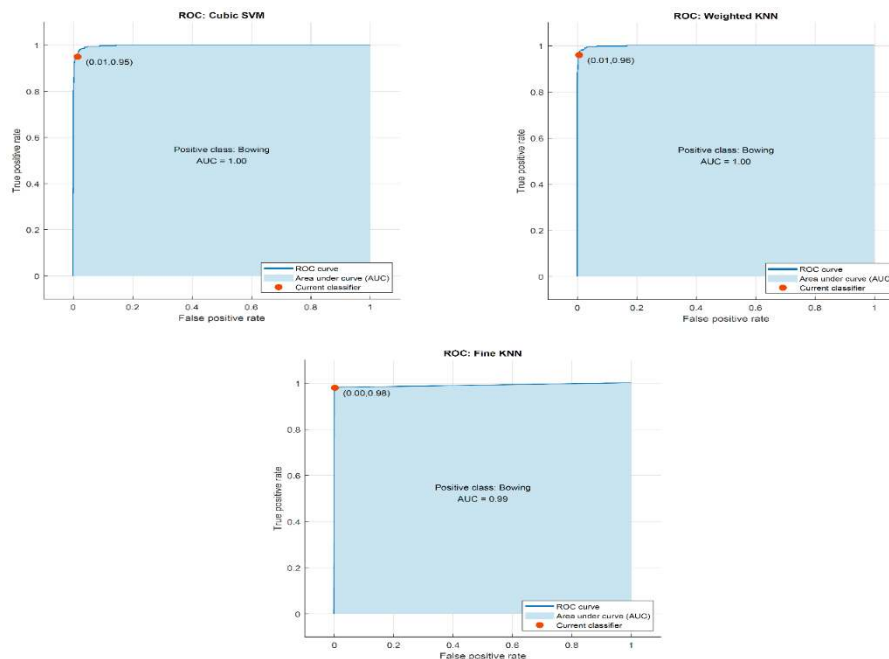 ROC: Cubic SVM
1
(0.01,0.95)
0.8
0.6
Positive class: Bowing
AUC = 1.00
0.4
0.2
0
True positive rate
ROC curve
Area under curve (AUC)
Current classifier
0 0.2 0.4 0.6 0.8 1
False positive rate
ROC: Weighted KNN
1
(0.01,0.96)
0.8
0.6
Positive class: Bowing
AUC = 1.00
0.4
0.2
0
True positive rate
ROC curve
Area under curve (AUC
Current classifier
0 0.2 0.4 0.6 0.8 1
False positive rate
ROC: Fine KNN
1
(0.00,0.98)
0.8
0.6
Positive class: Bowing
AUC = 0.99
0.4
0.2
0
True positive rate
ROC curve
Area under curve (AUC)
Current classifier
0 0.2 0.4 0.6 0.8 1
False positive rate